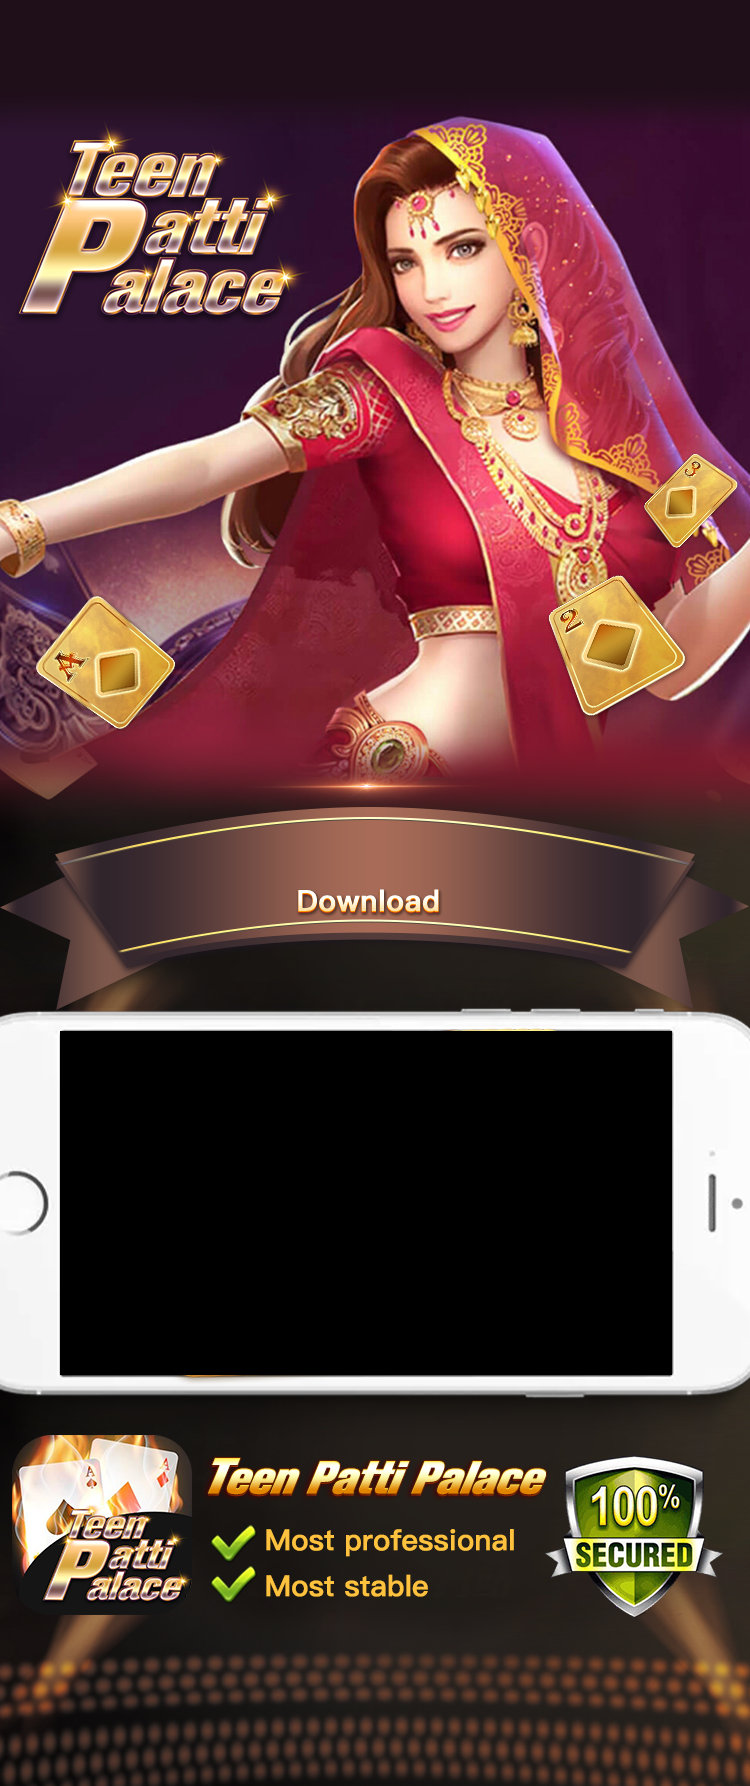 Teen
Patti
Palace
3
2
A
Download
A
A
Teen
Patti
Palace
Teen Patti Palace
Most professional
Most stable
100%
SECURED